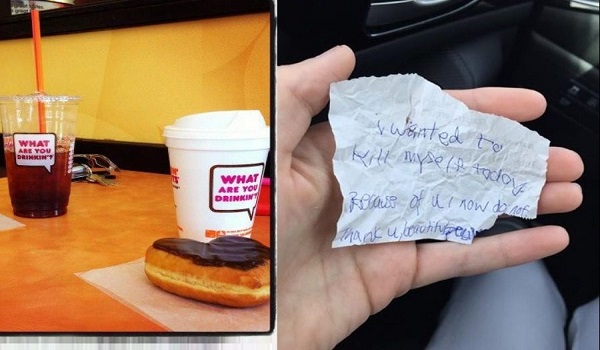 WHAT
ARE YOU
DRINKIN'?
WHAT
ARE YOU
DRINKIN'?
i wanted to
kill myself today
Because of u i now do not
thank u, beautiful